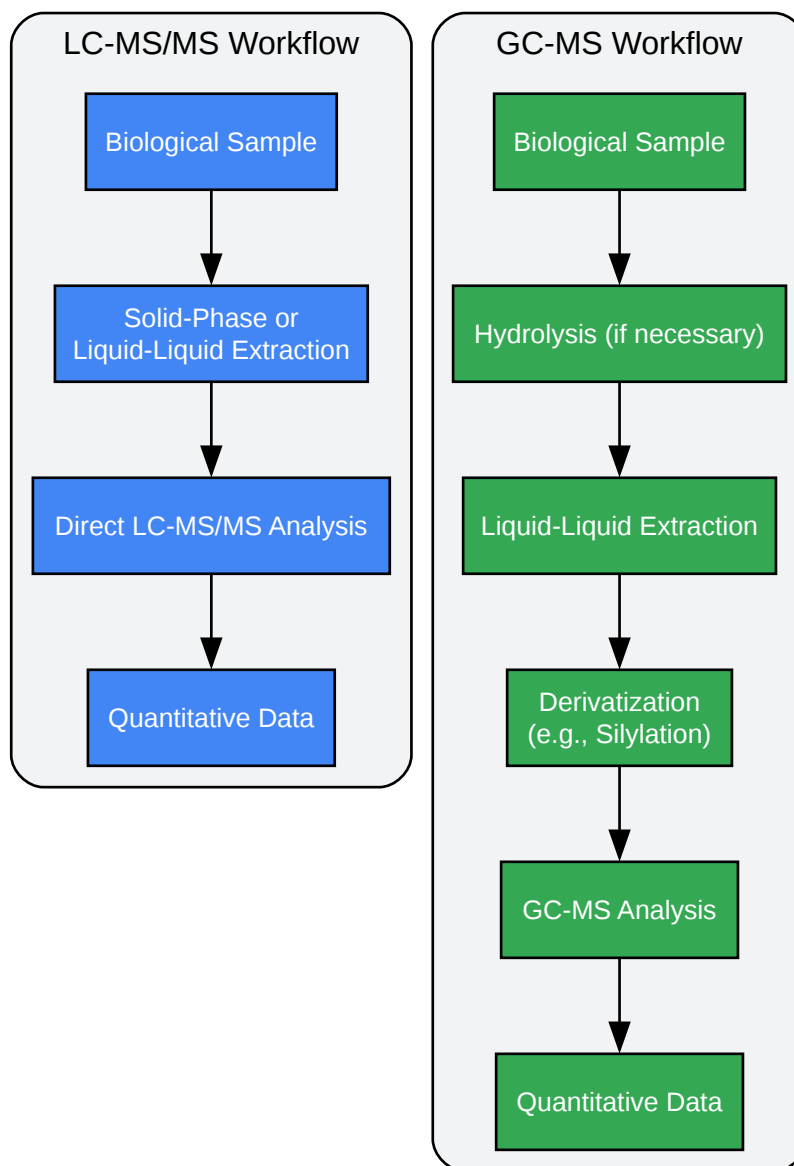 LC-MS/MS Workflow
Biological Sample
Solid-Phase or
Liquid-Liquid Extraction
Direct LC-MS/MS Analysis
Quantitative Data
GC-MS Workflow
Biological Sample
Hydrolysis (if necessary)
Liquid-Liquid Extraction
Derivatization
(e.g., Silylation)
GC-MS Analysis
Quantitative Data